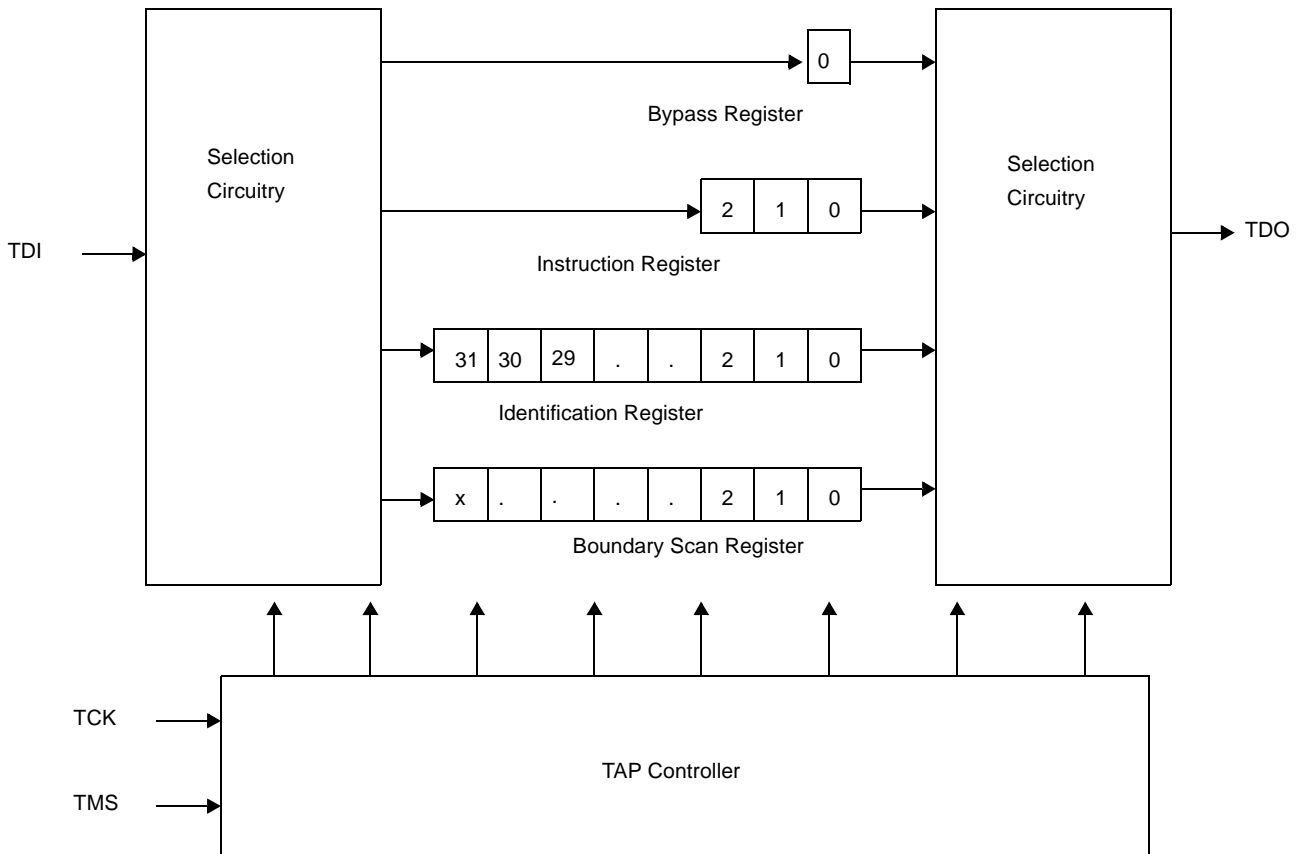 0
Bypass Register
Selection
Circuitry
Selection
Circuitry
2 1 0
TDI
TDO
Instruction Register
31 30 29 . . 2 1 0
Identification Register
x . . . . 2 1 0
Boundary Scan Register
TCK
TAP Controller
TMS